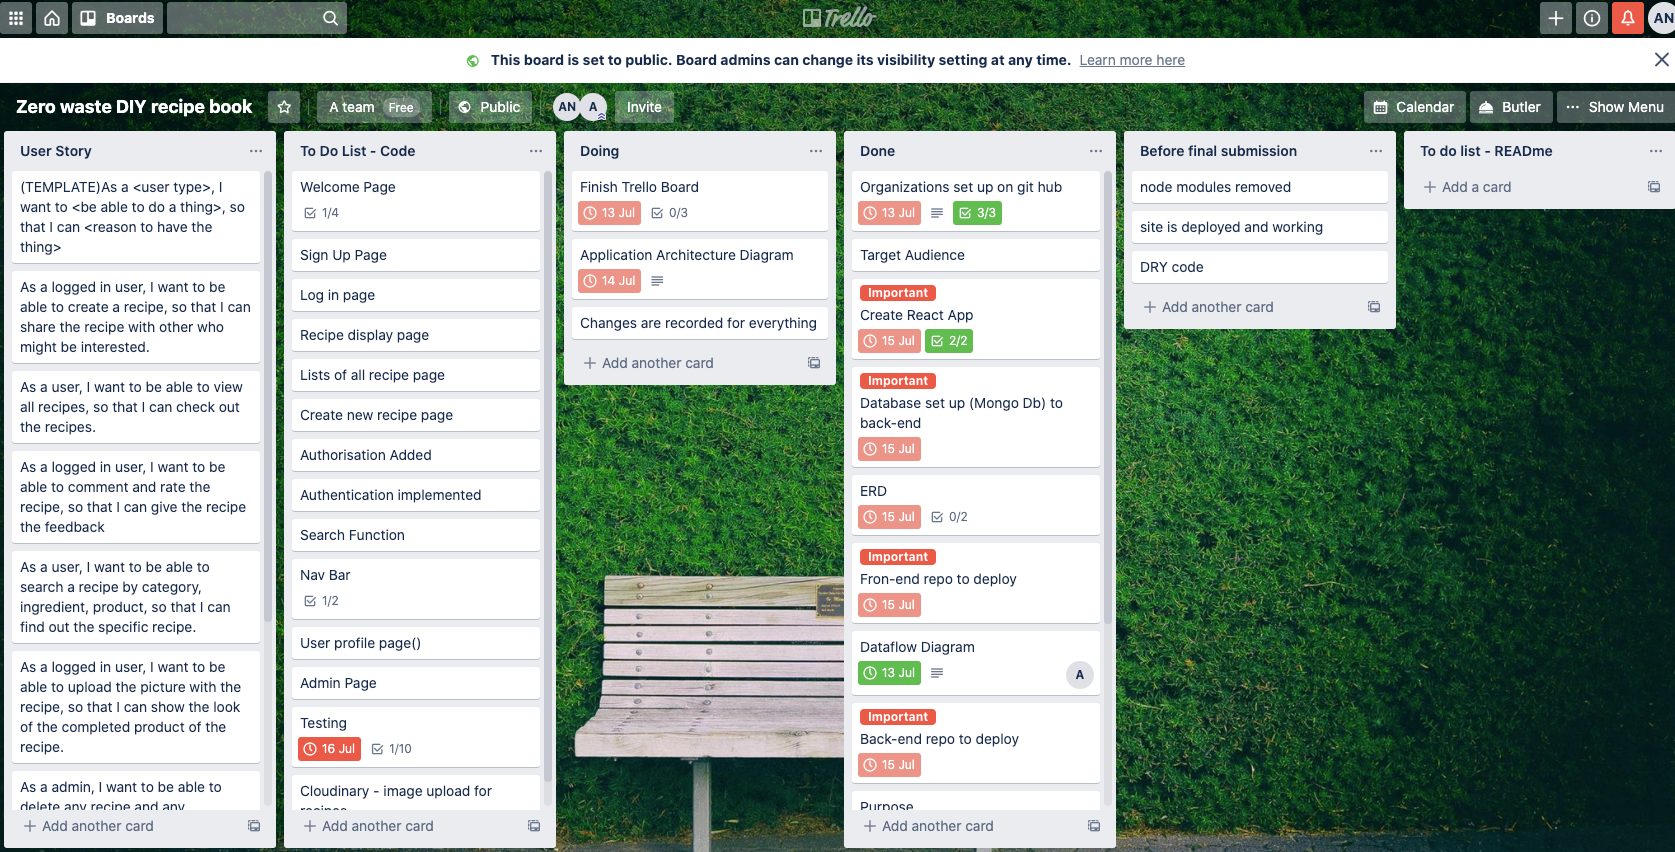 Boards
Trello
AN
This board is set to public. Board admins can change its visibility setting at any time. Learn more here
Zero waste DIY recipe book
A team Free
Public
AN
A
Invite
Calendar
Butler
Show Menu
User Story
(TEMPLATE)As a <user type>, I
want to <be able to do a thing>, so
that I can <reason to have the
thing>
As a logged in user, I want to be
able to create a recipe, so that I can
share the recipe with other who
might be interested.
As a user, I want to be able to view
all recipes, so that I can check out
the recipes.
As a logged in user, I want to be
able to comment and rate the
recipe, so that I can give the recipe
the feedback
As a user, I want to be able to
search a recipe by category,
ingredient, product, so that I can
find out the specific recipe.
As a logged in user, I want to be
able to upload the picture with the
recipe, so that I can show the look
of the completed product of the
recipe.
As a admin, I want to be able to
delete any recipe and any
Add another card
To Do List - Code
Welcome Page
1/4
Sign Up Page
Log in page
Recipe display page
Lists of all recipe page
Create new recipe page
Authorisation Added
Authentication implemented
Search Function
Nav Bar
1/2
User profile page()
Admin Page
Testing
16 Jul 1/10
Cloudinary - image upload for
recipes
Add another card
Doing
Finish Trello Board
13 Jul 0/3
Application Architecture Diagram
14 Jul
Changes are recorded for everything
Add another card
Done
Organizations set up on git hub
13 Jul 3/3
Target Audience
Important
Create React App
15 Jul 2/2
Important
Database set up (Mongo Db) to
back-end
15 Jul
ERD
15 Jul 0/2
Important
Fron-end repo to deploy
15 Jul
Dataflow Diagram
13 Jul
A
Important
Back-end repo to deploy
15 Jul
Purpose
Add another card
Before final submission
node modules removed
site is deployed and working
DRY code
Add another card
To do list - READme
Add a card